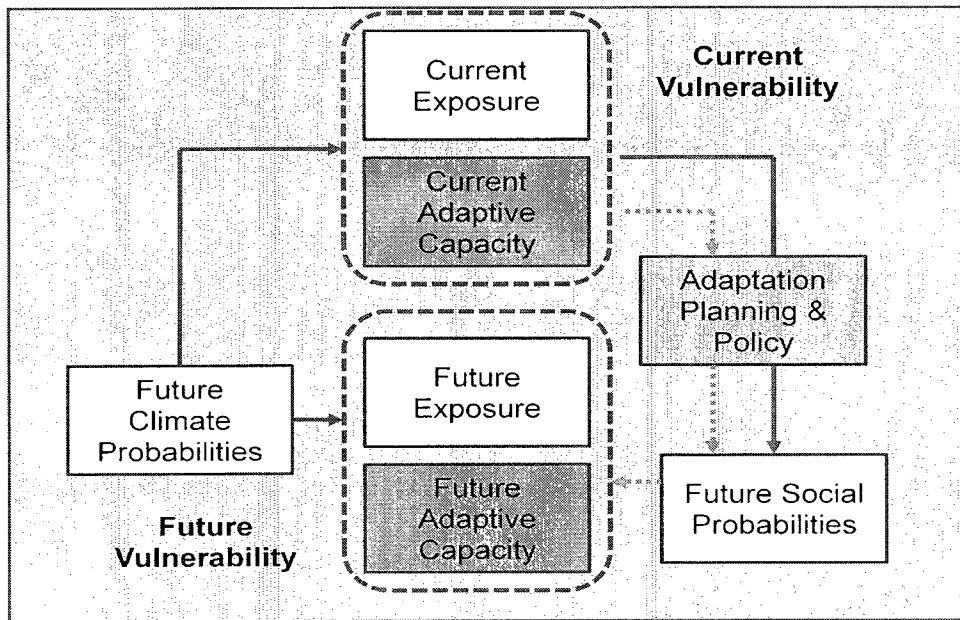 Current
Exposure
Current
Vulnerability
Current
Adaptive
Capacity
Adaptation
Planning &
Policy
Future
Exposure
Future
Climate
Probabilities
Future
Adaptive
Capacity
Future Social
Probabilities
Future
Vulnerability